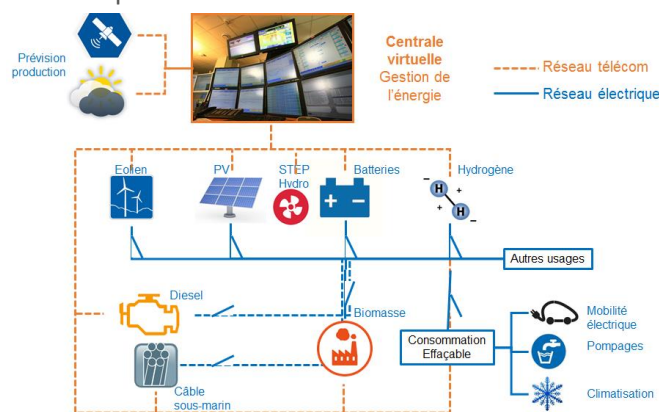 Prévision
production
Centrale
virtuelle
Gestion de
l'énergie
Réseau télécom
Réseau électrique
Eolien
PV
STEP
Hydro
Batteries
Hydrogène
H
H
Autres usages
Diesel
Biomasse
Câble
sous-marin
Consommation
Effaçable
Mobilité
électrique
Pompages
Climatisation